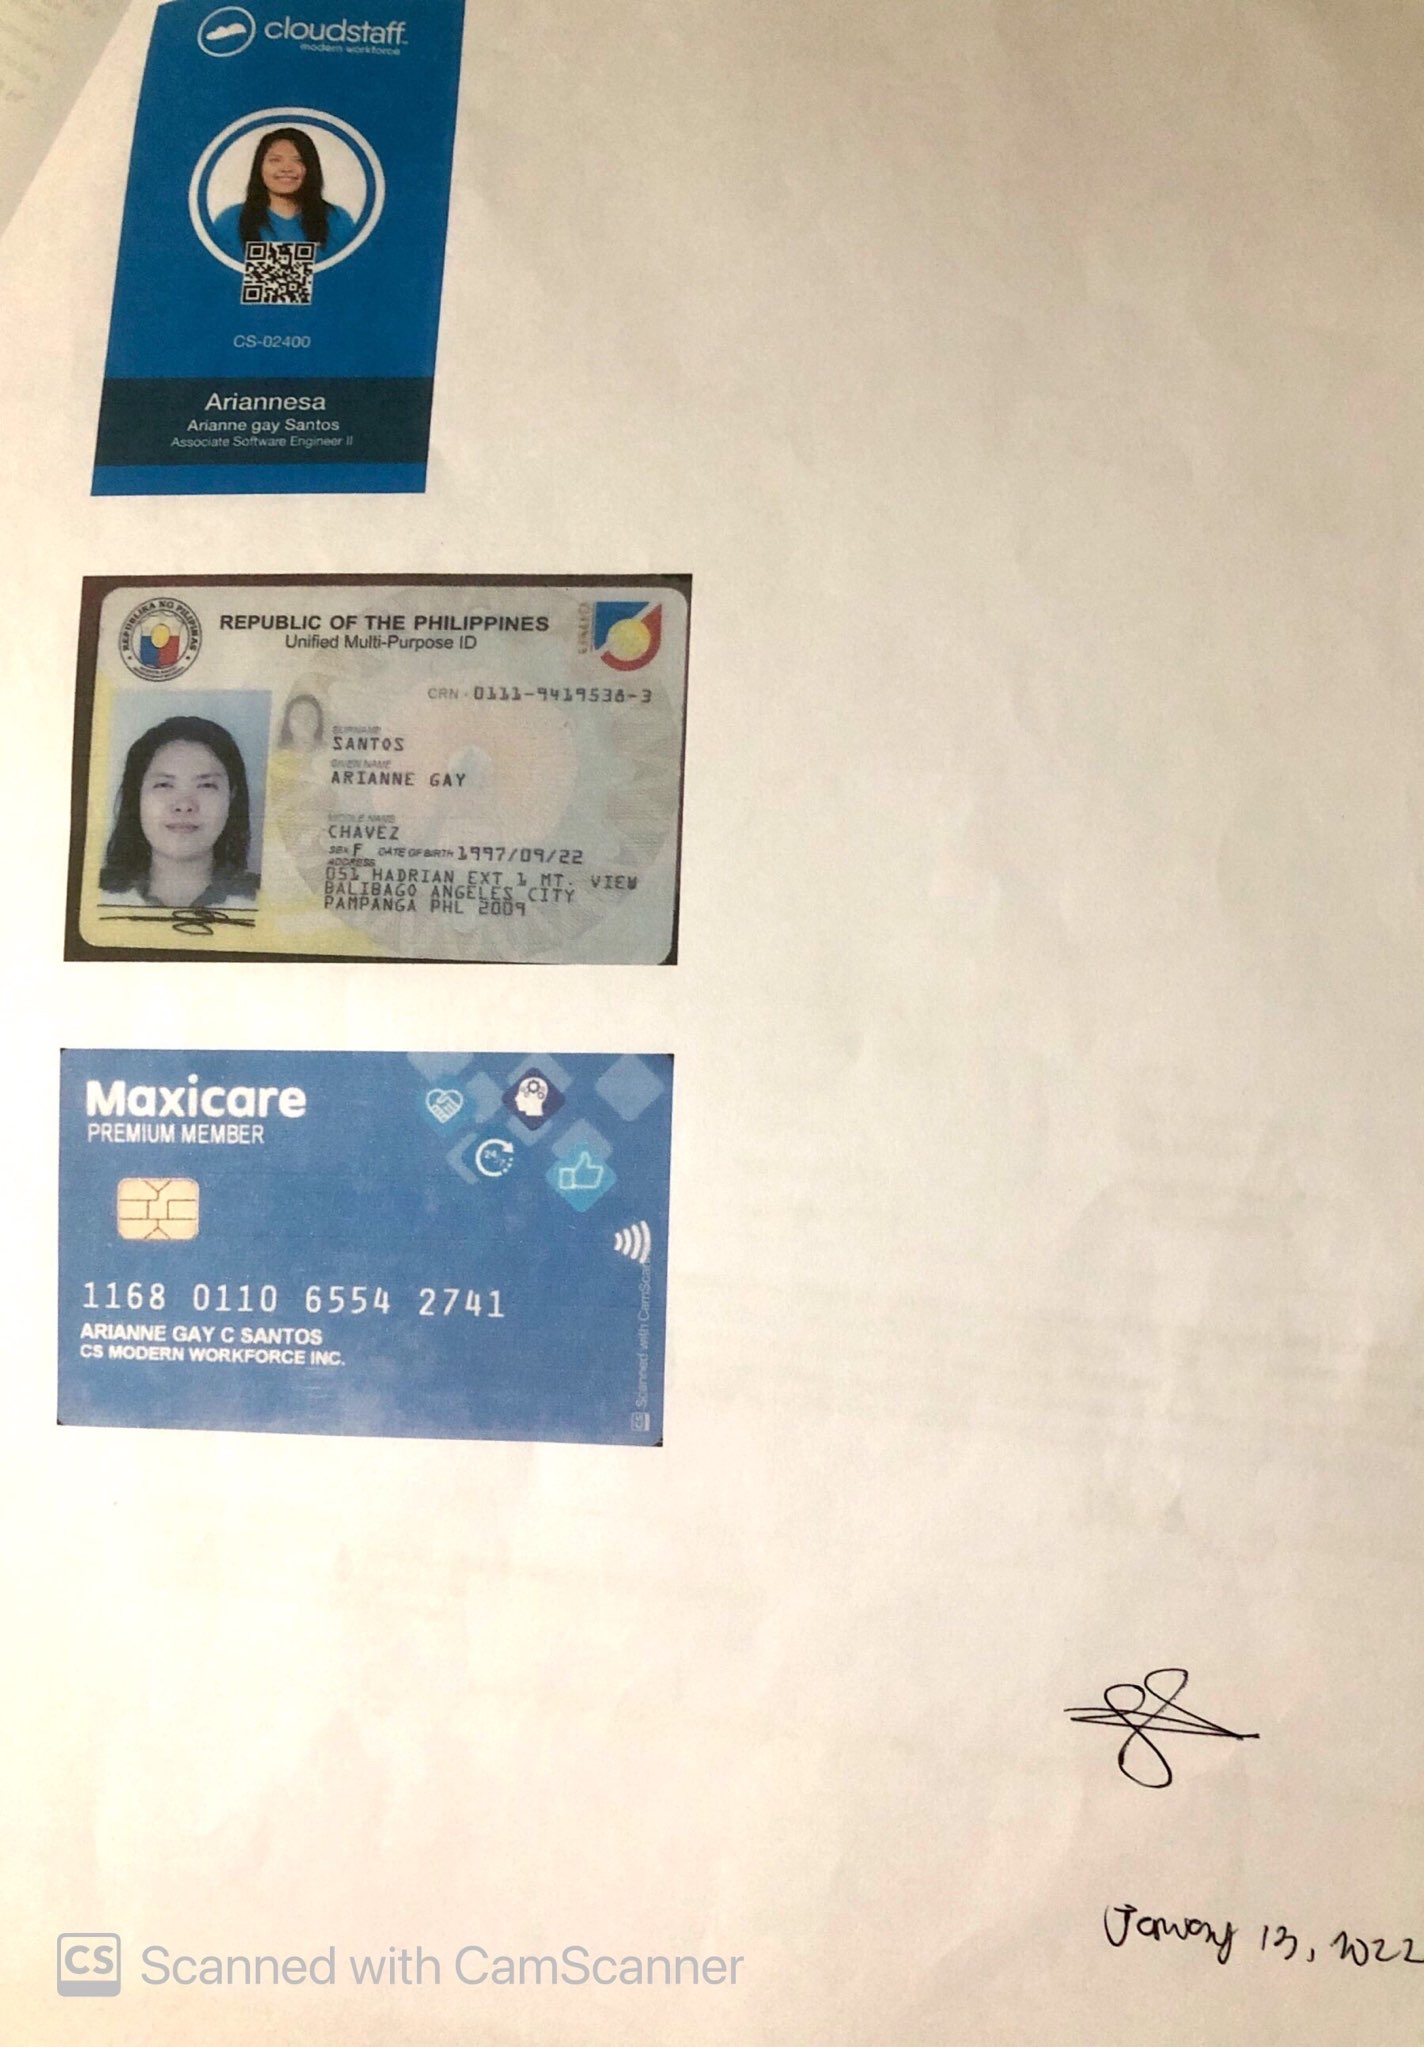 cloudstaff
modern workforce
CS-02400
Ariannesa
Arianne gay Santos
Associate Software Engineer II
REPUBLIKA NG PILIPINAS
REPUBLIC OF THE PHILIPPINES
Unified Multi-Purpose ID
CRN - 0111-9419538-3
SURNAME
SANTOS
GIVEN NAME
ARIANNE GAY
MIDDLE NAME
CHAVEZ
SEX F DATE OF BIRTH 1997/09/22
ADDRESS
051 HADRIAN EXT 1 MT. VIEW
BALIBAGO ANGELES CITY
PAMPANGA PHL 2009
Maxicare
PREMIUM MEMBER
24/7
1168 0110 6554 2741
ARIANNE GAY C SANTOS
CS MODERN WORKFORCE INC.
CS Scanned with CamScanner
January 13, 2022
CS Scanned with CamScanner